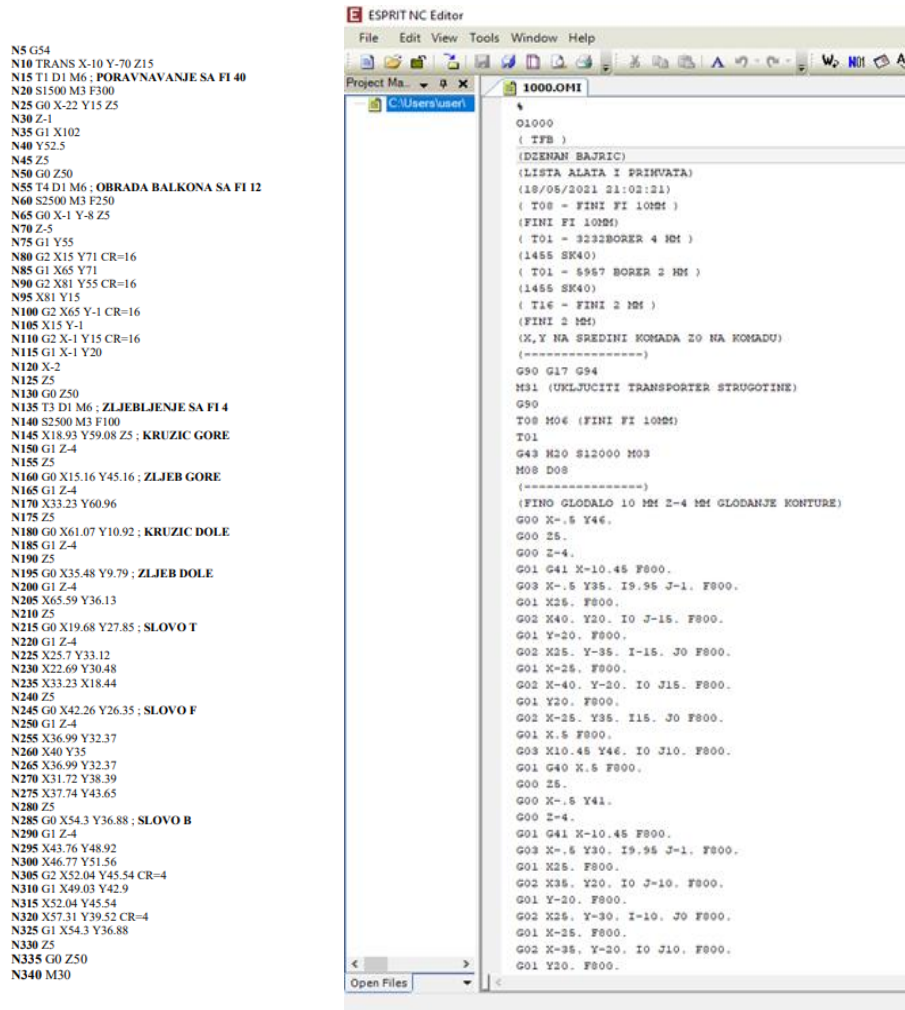 N5 G54
N10 TRANS X-10 Y-70 Z15
N15 T1 D1 M6 ; PORAVNAVANJE SA FI 40
N20 S1500 M3 F300
N25 G0 X-22 Y15 Z5
N30 Z-1
N35 G1 X102
N40 Y52.5
N45 Z5
N50 G0 Z50
N55 T4 D1 M6 ; OBRADA BALKONA SA FI 12
N60 S2500 M3 F250
N65 G0 X-1 Y-8 Z5
N70 Z-5
N75 G1 Y55
N80 G2 X15 Y71 CR=16
N85 G1 X65 Y71
N90 G2 X81 Y55 CR=16
N95 X81 Y15
N100 G2 X65 Y-1 CR=16
N105 X15 Y-1
N110 G2 X-1 Y15 CR=16
N115 G1 X-1 Y20
N120 X-2
N125 Z5
N130 G0 Z50
N135 T3 D1 M6 ; ZLJEBLJENJE SA FI 4
N140 S2500 M3 F100
N145 X18.93 Y59.08 Z5 ; KRUZIC GORE
N150 G1 Z-4
N155 Z5
N160 G0 X15.16 Y45.16 ; ZLJEB GORE
N165 G1 Z-4
N170 X33.23 Y60.96
N175 Z5
N180 G0 X61.07 Y10.92 ; KRUZIC DOLE
N185 G1 Z-4
N190 Z5
N195 G0 X35.48 Y9.79 ; ZLJEB DOLE
N200 G1 Z-4
N205 X65.59 Y36.13
N210 Z5
N215 G0 X19.68 Y27.85 ; SLOVO T
N220 G1 Z-4
N225 X25.7 Y33.12
N230 X22.69 Y30.48
N235 X33.23 X18.44
N240 Z5
N245 G0 X42.26 Y26.35 ; SLOVO F
N250 G1 Z-4
N255 X36.99 Y32.37
N260 X40 Y35
N265 X36.99 Y32.37
N270 X31.72 Y38.39
N275 X37.74 Y43.65
N280 Z5
N285 G0 X54.3 Y36.88 ; SLOVO B
N290 G1 Z-4
N295 X43.76 Y48.92
N300 X46.77 Y51.56
N305 G2 X52.04 Y45.54 CR=4
N310 G1 X49.03 Y42.9
N315 X52.04 Y45.54
N320 X57.31 Y39.52 CR=4
N325 G1 X54.3 Y36.88
N330 Z5
N335 G0 Z50
N340 M30
ESPRIT NC Editor
File Edit View Tools Window Help
Project Ma...
C:\Users\user\
1000.OMI
%
O1000
( TFB )
(DZENAN BAJRIC)
(LISTA ALATA I PRIHVATA)
(18/05/2021 21:02:21)
( T08 - FINI FI 10MM )
(FINI FI 10MM)
( T01 - 3232BORER 4 MM )
(1455 SK40)
( T01 - 5957 BORER 2 MM )
(1455 SK40)
( T16 - FINI 2 MM )
(FINI 2 MM)
(X,Y NA SREDINI KOMADA Z0 NA KOMADU)
(----------------)
G90 G17 G94
M31 (UKLJUCITI TRANSPORTER STRUGOTINE)
G90
T08 M06 (FINI FI 10MM)
T01
G43 H20 S12000 M03
M08 D08
(----------------)
(FINO GLODALO 10 MM Z-4 MM GLODANJE KONTURE)
G00 X-.5 Y46.
G00 Z5.
G00 Z-4.
G01 G41 X-10.45 F800.
G03 X-.5 Y35. I9.95 J-1. F800.
G01 X25. F800.
G02 X40. Y20. I0 J-15. F800.
G01 Y-20. F800.
G02 X25. Y-35. I-15. J0 F800.
G01 X-25. F800.
G02 X-40. Y-20. I0 J15. F800.
G01 Y20. F800.
G02 X-25. Y35. I15. J0 F800.
G01 X.5 F800.
G03 X10.45 Y46. I0 J10. F800.
G01 G40 X.5 F800.
G00 Z5.
G00 X-.5 Y41.
G00 Z-4.
G01 G41 X-10.45 F800.
G03 X-.5 Y30. I9.95 J-1. F800.
G01 X25. F800.
G02 X35. Y20. I0 J-10. F800.
G01 Y-20. F800.
G02 X25. Y-30. I-10. J0 F800.
G01 X-25. F800.
G02 X-35. Y-20. I0 J10. F800.
G01 Y20. F800.
Open Files